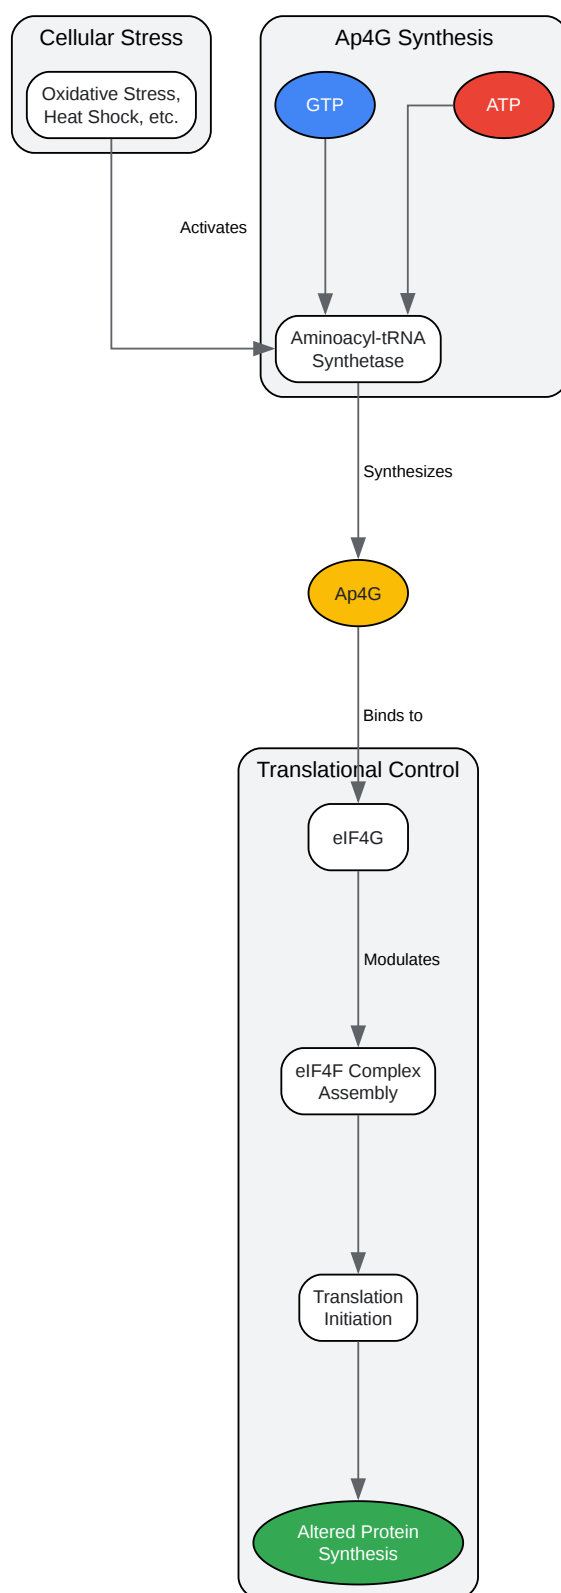 Cellular Stress
Oxidative Stress,
Heat Shock, etc.
Ap4G Synthesis
GTP
ATP
Activates
Aminoacyl-tRNA
Synthetase
Synthesizes
Ap4G
Binds to
Translational Control
eIF4G
Modulates
eIF4F Complex
Assembly
Translation
Initiation
Altered Protein
Synthesis